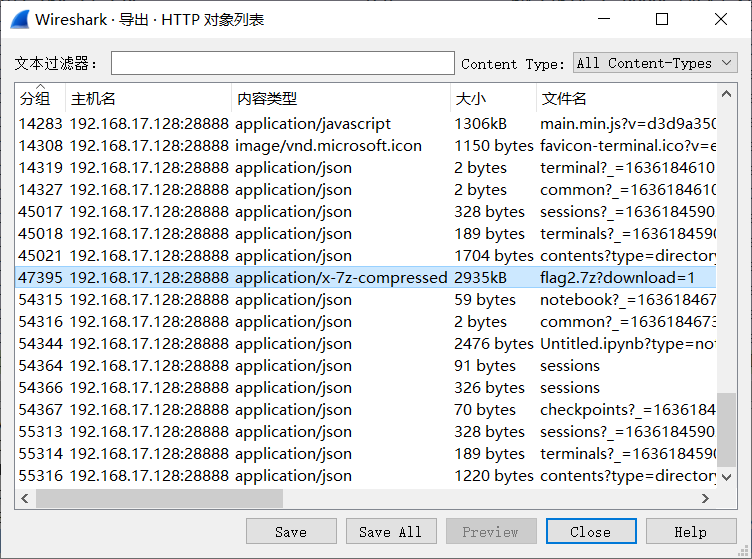 Wireshark · 导出 · HTTP 对象列表
文本过滤器： Content Type: All Content-Types
分组 主机名 内容类型 大小 文件名
14283 192.168.17.128:28888 application/javascript 1306kB main.min.js?v=d3d9a350
14308 192.168.17.128:28888 image/vnd.microsoft.icon 1150 bytes favicon-terminal.ico?v=e
14319 192.168.17.128:28888 application/json 2 bytes terminal?_=1636184610
14327 192.168.17.128:28888 application/json 2 bytes common?_=1636184610
45017 192.168.17.128:28888 application/json 328 bytes sessions?_=1636184590
45018 192.168.17.128:28888 application/json 189 bytes terminals?_=1636184590
45021 192.168.17.128:28888 application/json 1704 bytes contents?type=directory
47395 192.168.17.128:28888 application/x-7z-compressed 2935kB flag2.7z?download=1
54315 192.168.17.128:28888 application/json 59 bytes notebook?_=163618467
54316 192.168.17.128:28888 application/json 2 bytes common?_=1636184673
54344 192.168.17.128:28888 application/json 2476 bytes Untitled.ipynb?type=no
54364 192.168.17.128:28888 application/json 91 bytes sessions
54366 192.168.17.128:28888 application/json 326 bytes sessions
54367 192.168.17.128:28888 application/json 70 bytes checkpoints?_=1636184
55313 192.168.17.128:28888 application/json 328 bytes sessions?_=1636184590
55314 192.168.17.128:28888 application/json 189 bytes terminals?_=1636184590
55316 192.168.17.128:28888 application/json 1220 bytes contents?type=directory
Save Save All Preview Close Help